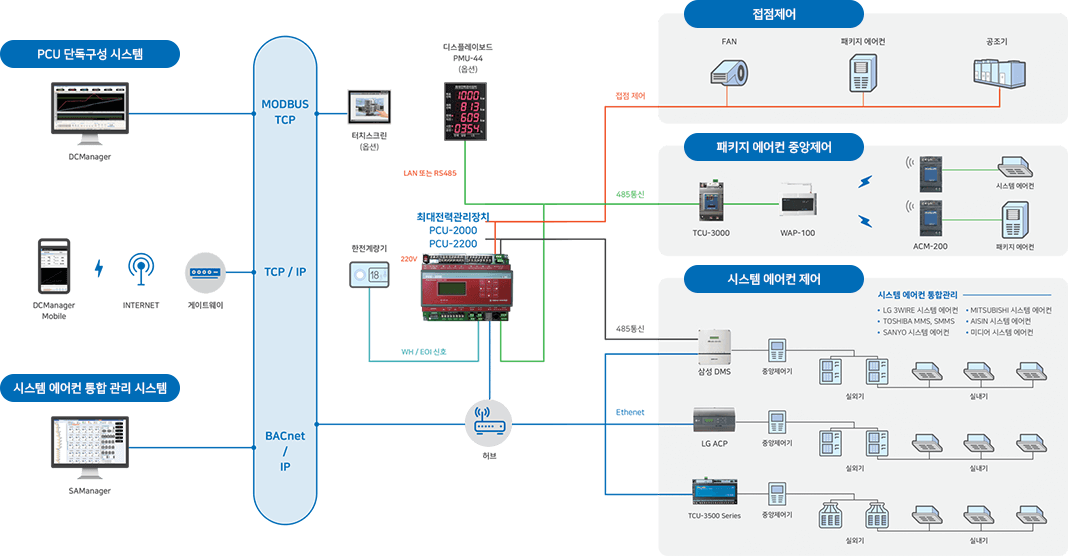 PCU 단독구성 시스템
DCManager
DCManager
Mobile
INTERNET
게이트웨이
시스템 에어컨 통합 관리 시스템
SAManager
MODBUS
TCP
TCP / IP
BACnet
/
IP
터치스크린
(옵션)
디스플레이보드
PMU-44
(옵션)
1000
813
609
0354
LAN 또는 RS485
최대전력관리장치
PCU-2000
PCU-2200
220V
한전계량기
18
WH / EOI 신호
허브
접점 제어
485통신
485통신
Ethenet
접점제어
FAN
패키지 에어컨
공조기
패키지 에어컨 중앙제어
TCU-3000
WAP-100
시스템 에어컨
ACM-200
패키지 에어컨
시스템 에어컨 제어
시스템 에어컨 통합관리
• LG 3WIRE 시스템 에어컨
• TOSHIBA MMS, SMMS
• SANYO 시스템 에어컨
• MITSUBISHI 시스템 에어컨
• AISIN 시스템 에어컨
• 미디어 시스템 에어컨
삼성 DMS
중앙제어기
실외기
실내기
LG ACP
중앙제어기
실외기
실내기
TCU-3500 Series
중앙제어기
실외기
실내기